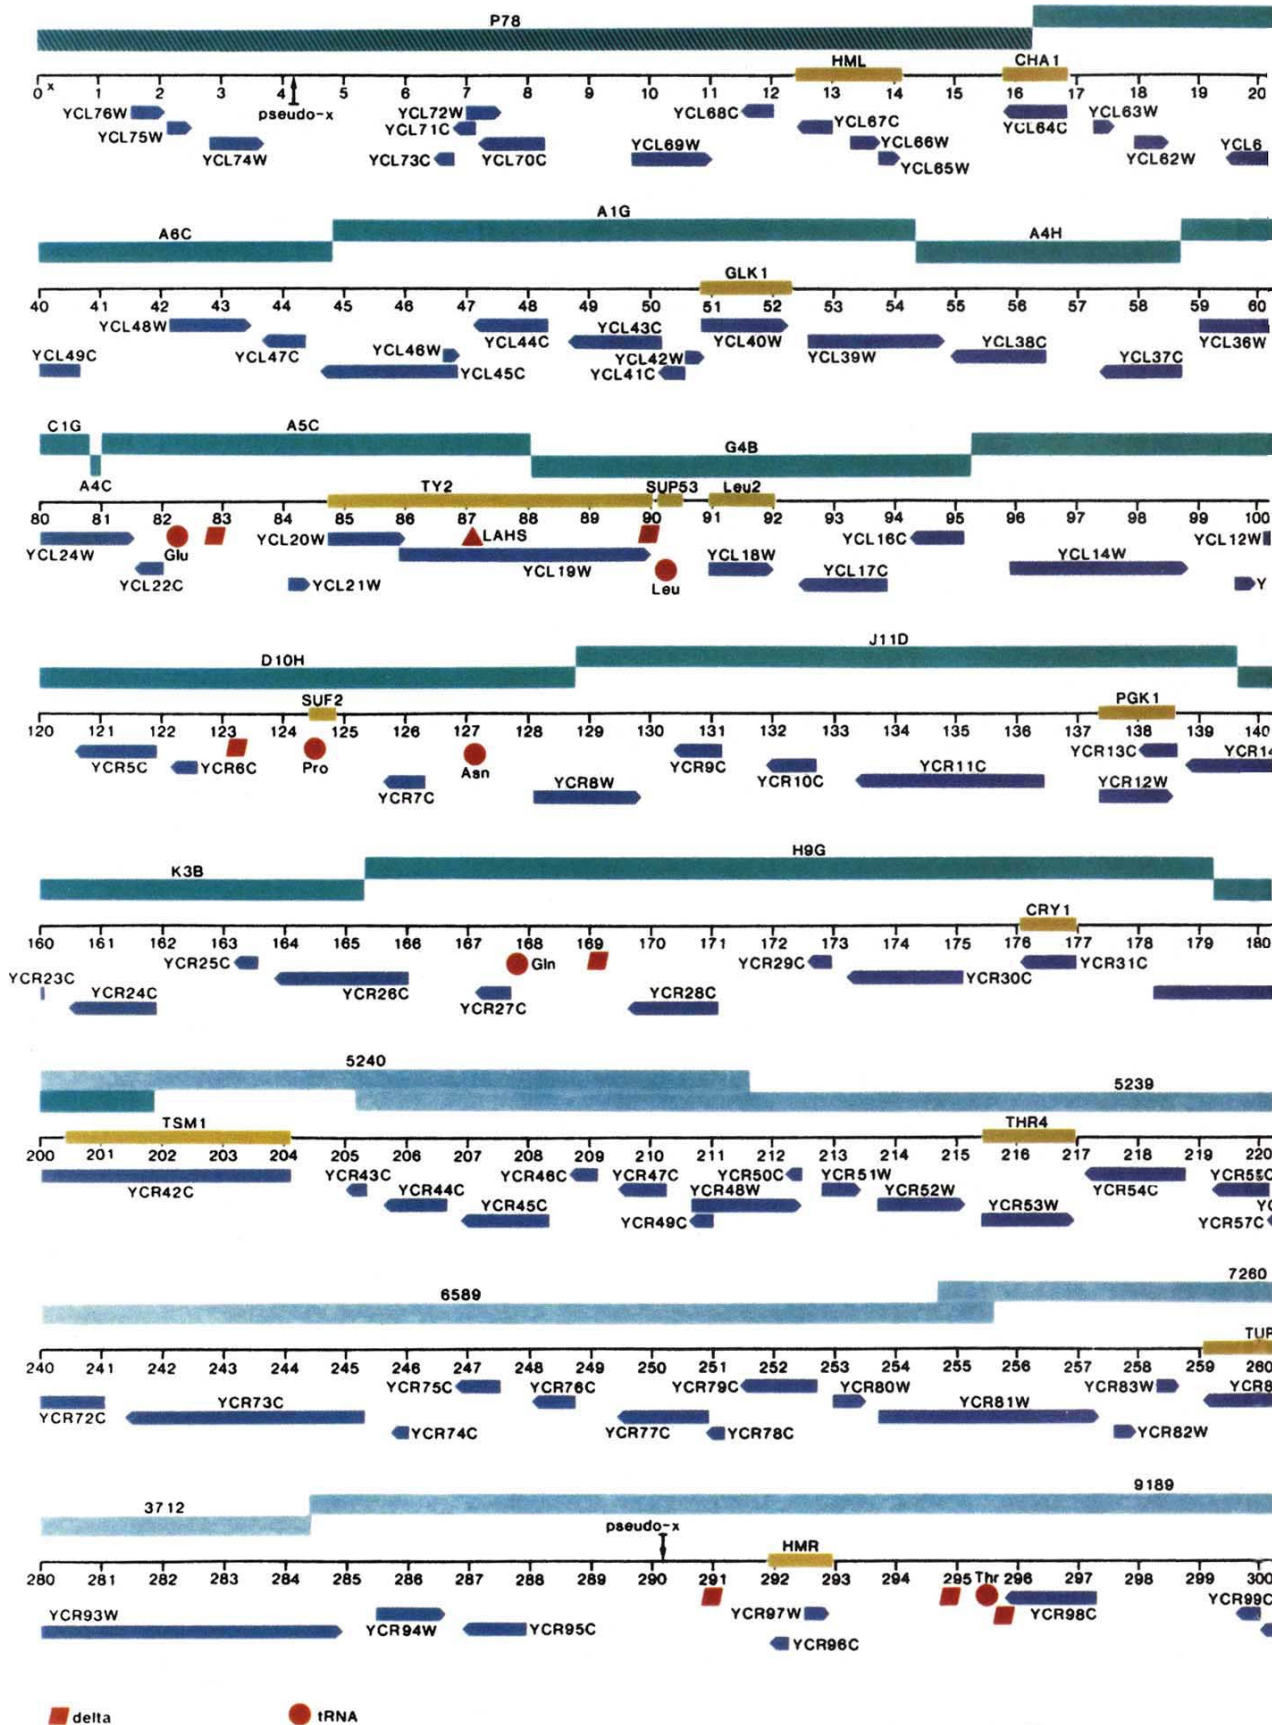 P78
HML CHA1
0 x 1 2 3 4 5 6 7 8 9 10 11 12 13 14 15 16 17 18 19 20
pseudo-x
YCL76W YCL72W YCL68C YCL67C YCL63W
YCL75W YCL71C YCL64C
YCL74W YCL73C YCL70C YCL69W YCL66W YCL62W YCL6
YCL65W
A1G
A6C A4H
GLK1
40 41 42 43 44 45 46 47 48 49 50 51 52 53 54 55 56 57 58 59 60
YCL48W YCL43C YCL36W
YCL49C YCL47C YCL46W YCL44C YCL42W YCL40W YCL39W YCL38C YCL37C
YCL45C YCL41C
C1G A5C
G4B
A4C TY2 SUP53 Leu2
80 81 82 83 84 85 86 87 88 89 90 91 92 93 94 95 96 97 98 99 100
YCL20W LAHS YCL16C YCL12W
YCL24W Glu YCL19W YCL18W YCL14W
YCL22C YCL21W Leu YCL17C Y
J11D
D10H
SUF2 PGK1
120 121 122 123 124 125 126 127 128 129 130 131 132 133 134 135 136 137 138 139 140
YCR13C YCR14
YCR5C YCR6C Pro Asn YCR9C YCR10C YCR11C
YCR7C YCR8W YCR12W
H9G
K3B
CRY1
160 161 162 163 164 165 166 167 168 169 170 171 172 173 174 175 176 177 178 179 180
YCR25C Gln YCR29C YCR31C
YCR23C YCR30C
YCR24C YCR26C YCR27C YCR28C
5240
5239
TSM1 THR4
200 201 202 203 204 205 206 207 208 209 210 211 212 213 214 215 216 217 218 219 220
YCR43C YCR46C YCR47C YCR50C YCR51W YCR55C
YCR42C YCR44C YCR48W YCR52W YCR54C
YCR45C YCR49C YCR53W YCR57C YC
7260
6589
TUP
240 241 242 243 244 245 246 247 248 249 250 251 252 253 254 255 256 257 258 259 260
YCR75C YCR76C YCR79C YCR80W YCR83W YCR8
YCR72C YCR73C YCR81W
YCR74C YCR77C YCR78C YCR82W
9189
3712
pseudo-x
HMR
280 281 282 283 284 285 286 287 288 289 290 291 292 293 294 295 Thr 296 297 298 299 300
YCR99C
YCR93W YCR97W YCR98C
YCR94W YCR95C YCR96C
delta tRNA